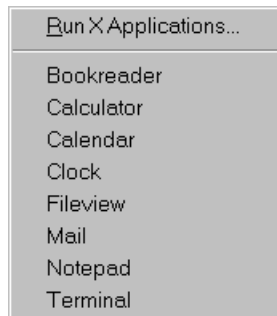 Run X Applications...
Bookreader
Calculator
Calendar
Clock
Fileview
Mail
Notepad
Terminal